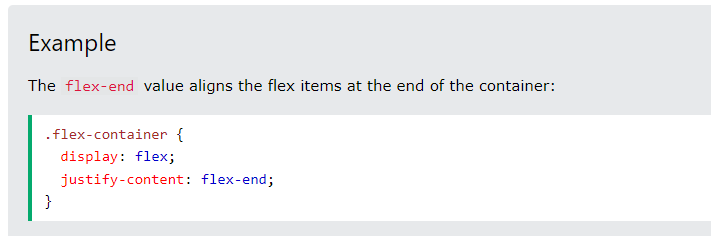 Example
The flex-end value aligns the flex items at the end of the container:
.flex-container {
  display: flex;
  justify-content: flex-end;
}